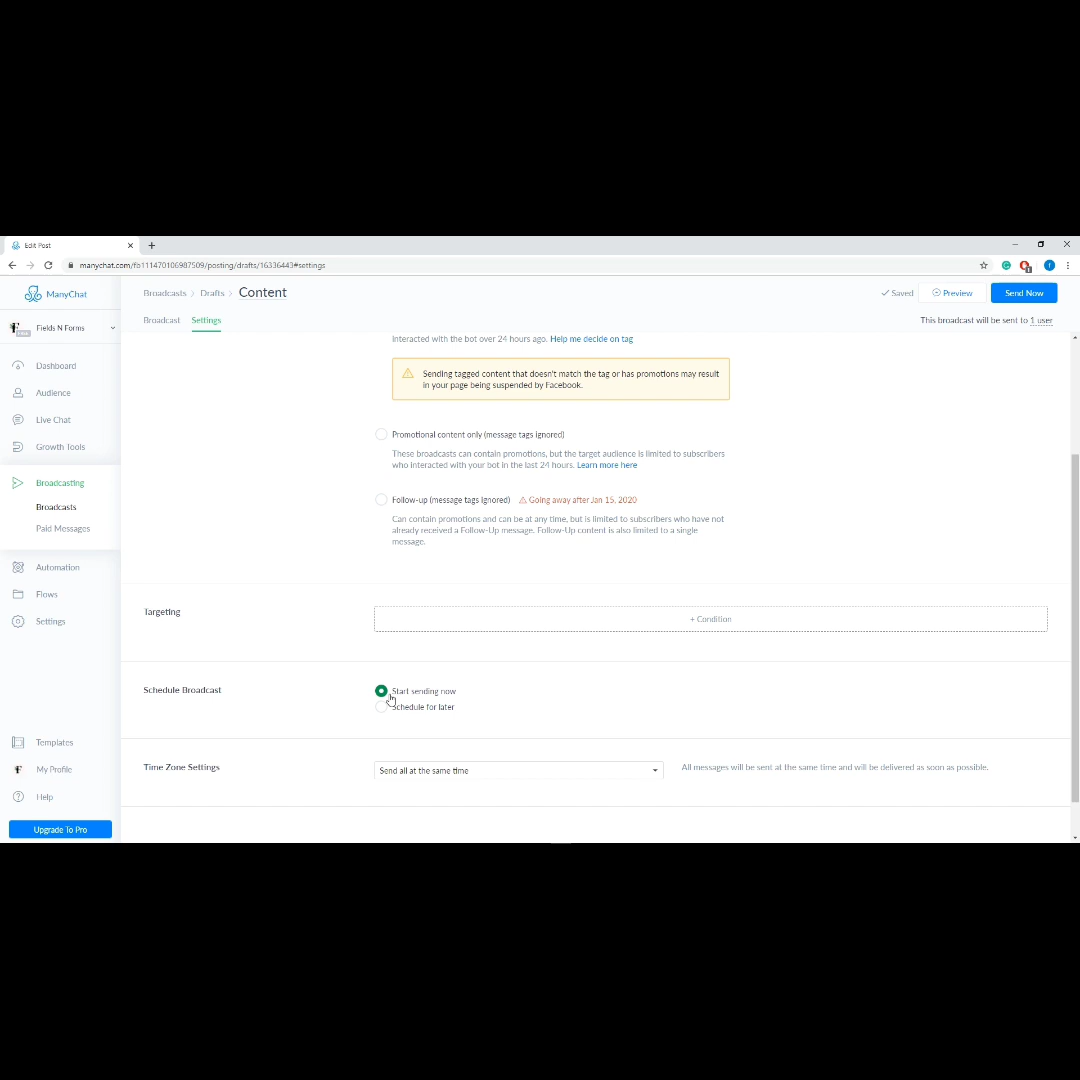 Edit Post
manychat.com/fb111470106987509/posting/drafts/16336443#settings
ManyChat
Broadcasts > Drafts > Content
Saved
Preview
Send Now
Fields N Forms
Broadcast
Settings
This broadcast will be sent to 1 user
Dashboard
Audience
Live Chat
Growth Tools
Broadcasting
Broadcasts
Paid Messages
Automation
Flows
Settings
Templates
My Profile
Help
Upgrade To Pro
interacted with the bot over 24 hours ago. Help me decide on tag
Sending tagged content that doesn't match the tag or has promotions may result
in your page being suspended by Facebook.
Promotional content only (message tags ignored)
These broadcasts can contain promotions, but the target audience is limited to subscribers
who interacted with your bot in the last 24 hours. Learn more here
Follow-up (message tags ignored) Going away after Jan 15, 2020
Can contain promotions and can be at any time, but is limited to subscribers who have not
already received a Follow-Up message. Follow-Up content is also limited to a single
message.
Targeting
+ Condition
Schedule Broadcast
Start sending now
Schedule for later
Time Zone Settings
Send all at the same time
All messages will be sent at the same time and will be delivered as soon as possible.